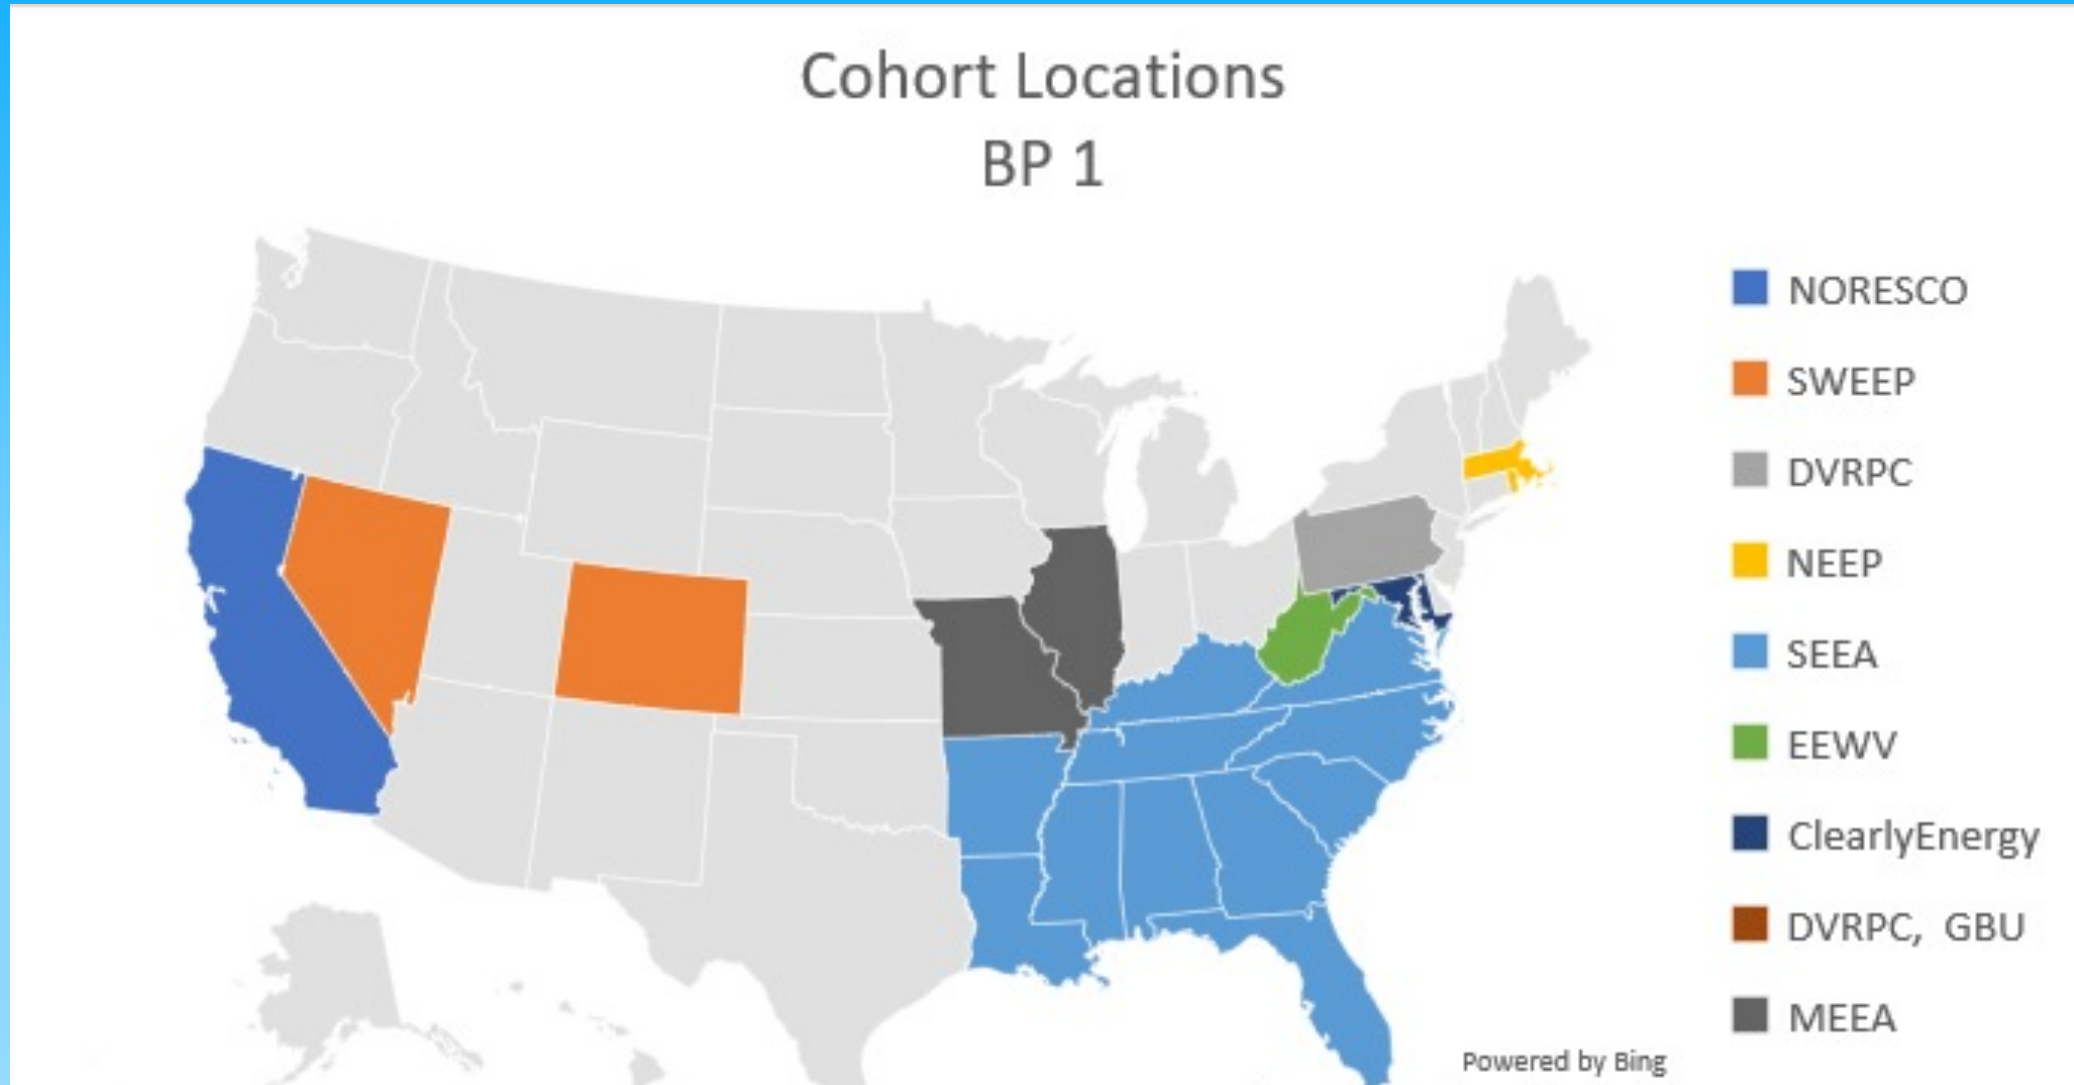 Cohort Locations
BP 1
NORESCO
SWEEP
DVRPC
NEEP
SEEA
EEWV
ClearlyEnergy
DVRPC, GBU
MEEA
Powered by Bing